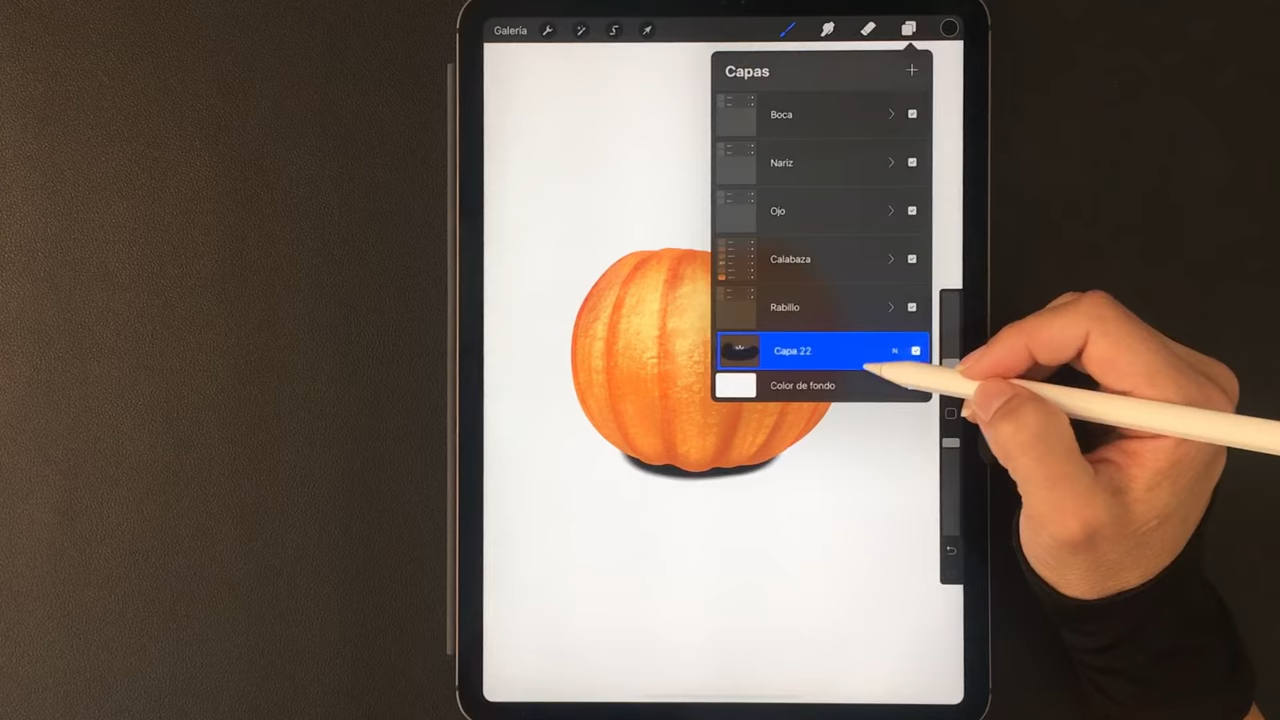 Galería
Capas
Boca
Nariz
Ojo
Calabaza
Rabillo
Capa 22 N
Color de fondo